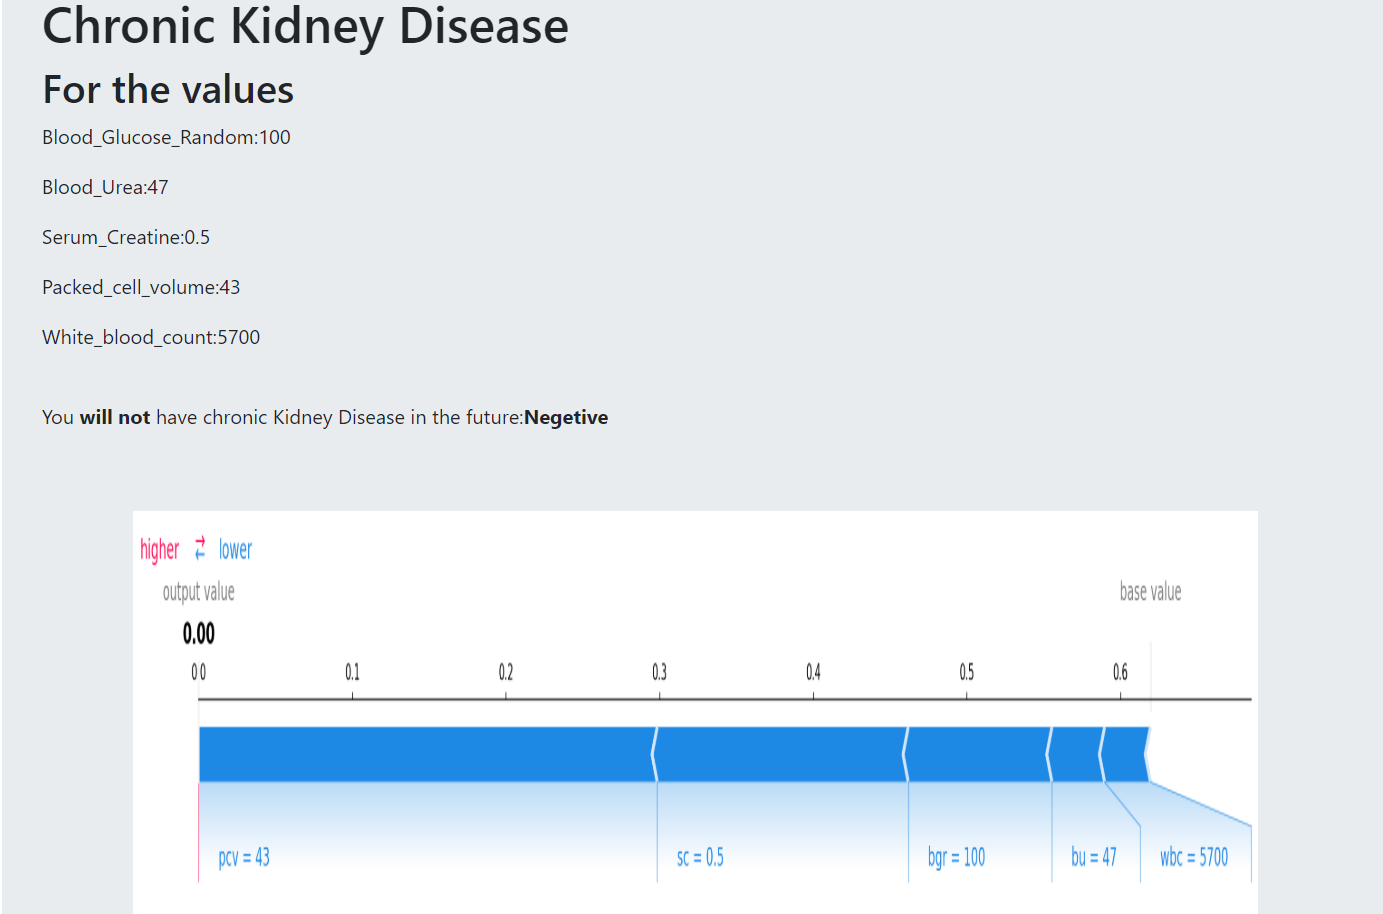 Chronic Kidney Disease
For the values
Blood_Glucose_Random:100
Blood_Urea:47
Serum_Creatine:0.5
Packed_cell_volume:43
White_blood_count:5700
You will not have chronic Kidney Disease in the future:Negetive
higher ⇄ lower
output value base value
0.00
0.0 0.1 0.2 0.3 0.4 0.5 0.6
pcv = 43 sc = 0.5 bgr = 100 bu = 47 wbc = 5700